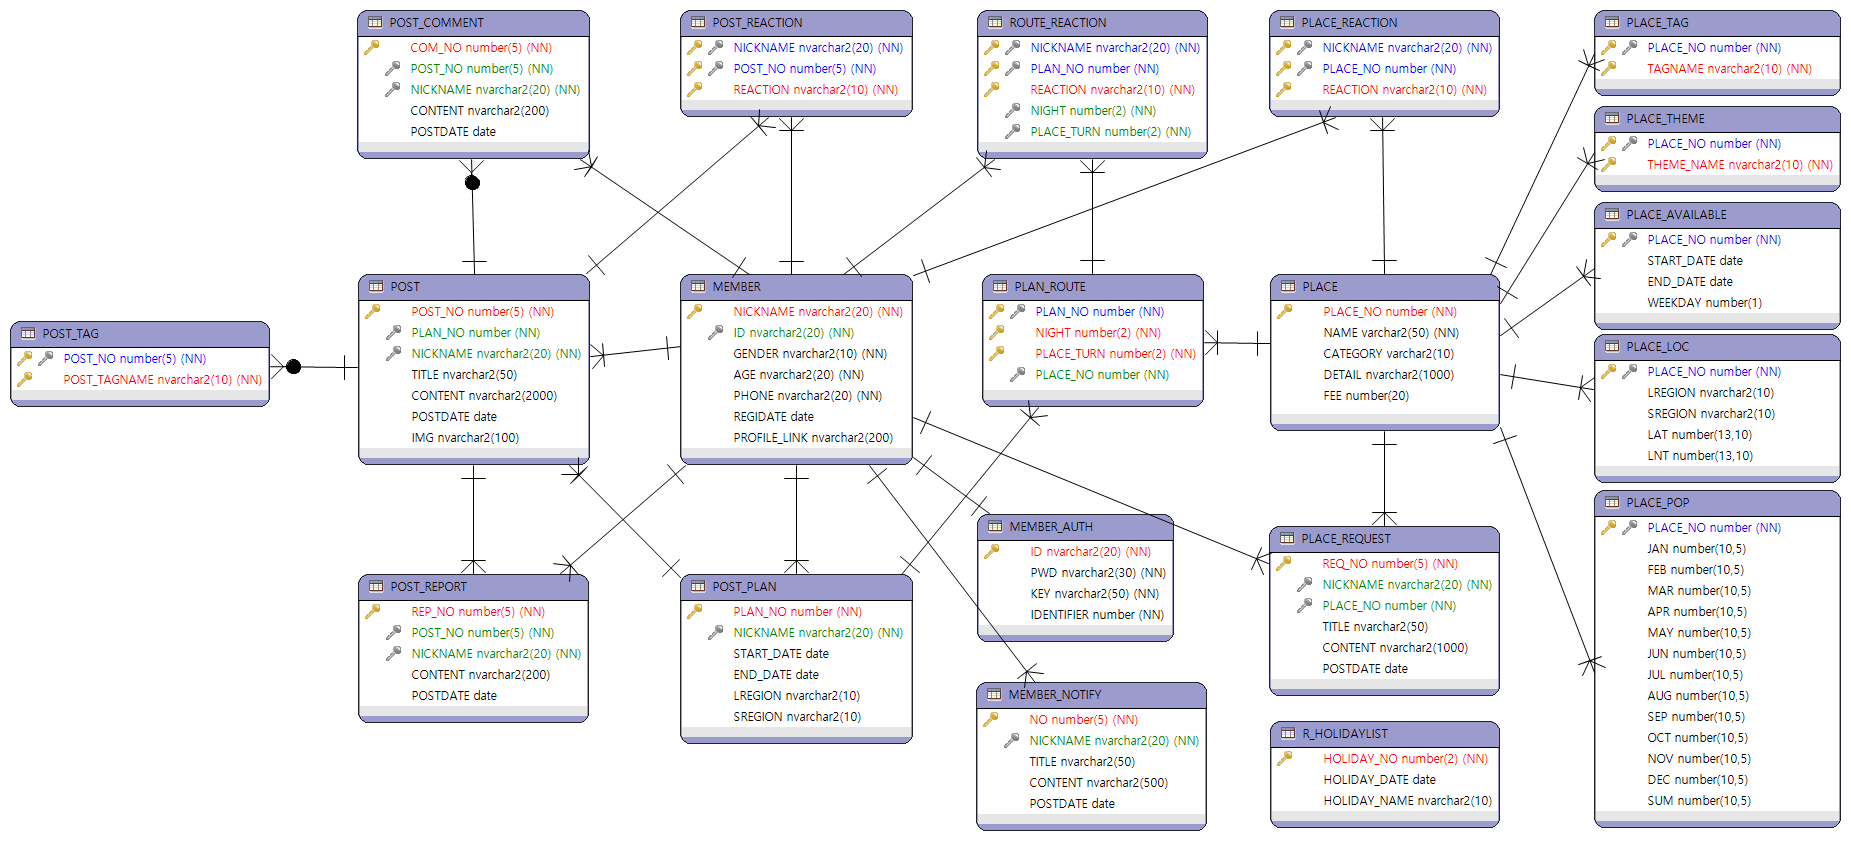 POST_COMMENT
COM_NO number(5) (NN)
POST_NO number(5) (NN)
NICKNAME nvarchar2(20) (NN)
CONTENT nvarchar2(200)
POSTDATE date
POST_REACTION
NICKNAME nvarchar2(20) (NN)
POST_NO number(5) (NN)
REACTION nvarchar2(10) (NN)
ROUTE_REACTION
NICKNAME nvarchar2(20) (NN)
PLAN_NO number (NN)
REACTION nvarchar2(10) (NN)
NIGHT number(2) (NN)
PLACE_TURN number(2) (NN)
PLACE_REACTION
NICKNAME nvarchar2(20) (NN)
PLACE_NO number (NN)
REACTION nvarchar2(10) (NN)
PLACE_TAG
PLACE_NO number (NN)
TAGNAME nvarchar2(10) (NN)
PLACE_THEME
PLACE_NO number (NN)
THEME_NAME nvarchar2(10) (NN)
PLACE_AVAILABLE
PLACE_NO number (NN)
START_DATE date
END_DATE date
WEEKDAY number(1)
POST_TAG
POST_NO number(5) (NN)
POST_TAGNAME nvarchar2(10) (NN)
POST
POST_NO number(5) (NN)
PLAN_NO number (NN)
NICKNAME nvarchar2(20) (NN)
TITLE nvarchar2(50)
CONTENT nvarchar2(2000)
POSTDATE date
IMG nvarchar2(100)
MEMBER
NICKNAME nvarchar2(20) (NN)
ID nvarchar2(20) (NN)
GENDER nvarchar2(10) (NN)
AGE nvarchar2(20) (NN)
PHONE nvarchar2(20) (NN)
REGIDATE date
PROFILE_LINK nvarchar2(200)
PLAN_ROUTE
PLAN_NO number (NN)
NIGHT number(2) (NN)
PLACE_TURN number(2) (NN)
PLACE_NO number (NN)
PLACE
PLACE_NO number (NN)
NAME varchar2(50) (NN)
CATEGORY varchar2(10)
DETAIL nvarchar2(1000)
FEE number(20)
PLACE_LOC
PLACE_NO number (NN)
LREGION nvarchar2(10)
SREGION nvarchar2(10)
LAT number(13,10)
LNT number(13,10)
POST_REPORT
REP_NO number(5) (NN)
POST_NO number(5) (NN)
NICKNAME nvarchar2(20) (NN)
CONTENT nvarchar2(200)
POSTDATE date
POST_PLAN
PLAN_NO number (NN)
NICKNAME nvarchar2(20) (NN)
START_DATE date
END_DATE date
LREGION nvarchar2(10)
SREGION nvarchar2(10)
MEMBER_AUTH
ID nvarchar2(20) (NN)
PWD nvarchar2(30) (NN)
KEY nvarchar2(50) (NN)
IDENTIFIER number (NN)
MEMBER_NOTIFY
NO number(5) (NN)
NICKNAME nvarchar2(20) (NN)
TITLE nvarchar2(50)
CONTENT nvarchar2(500)
POSTDATE date
PLACE_REQUEST
REQ_NO number(5) (NN)
NICKNAME nvarchar2(20) (NN)
PLACE_NO number (NN)
TITLE nvarchar2(50)
CONTENT nvarchar2(1000)
POSTDATE date
R_HOLIDAYLIST
HOLIDAY_NO number(2) (NN)
HOLIDAY_DATE date
HOLIDAY_NAME nvarchar2(10)
PLACE_POP
PLACE_NO number (NN)
JAN number(10,5)
FEB number(10,5)
MAR number(10,5)
APR number(10,5)
MAY number(10,5)
JUN number(10,5)
JUL number(10,5)
AUG number(10,5)
SEP number(10,5)
OCT number(10,5)
NOV number(10,5)
DEC number(10,5)
SUM number(10,5)